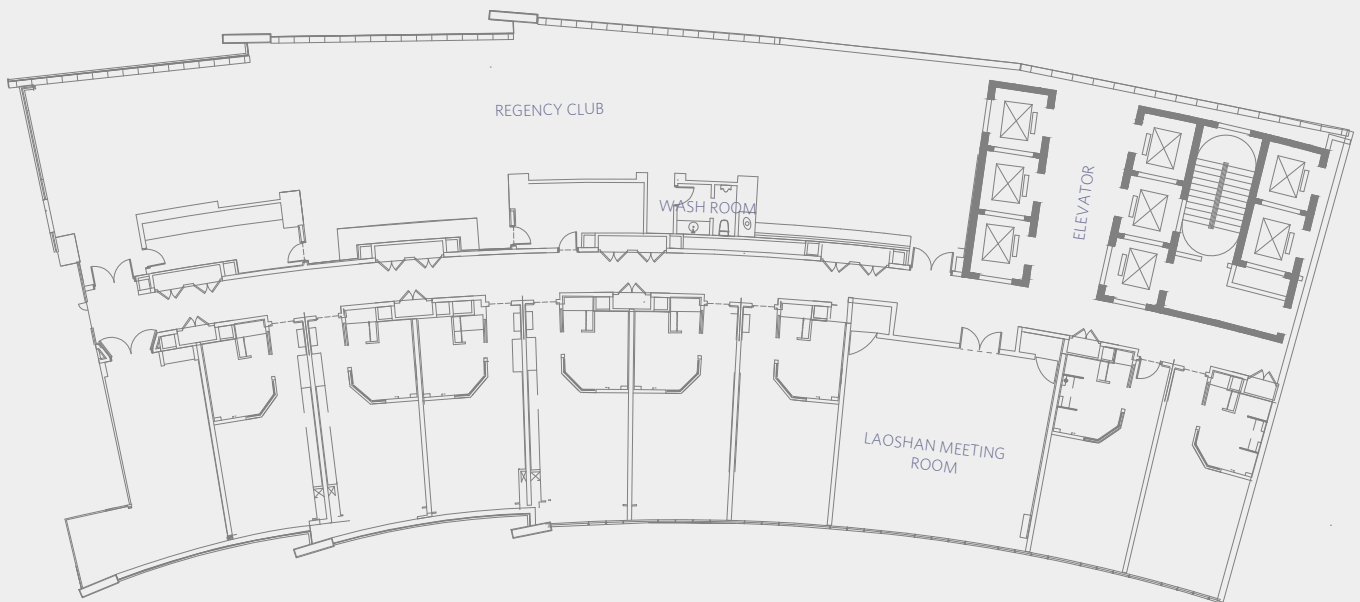 REGENCY CLUB
WASH ROOM
ELEVATOR
LAOSHAN MEETING
ROOM